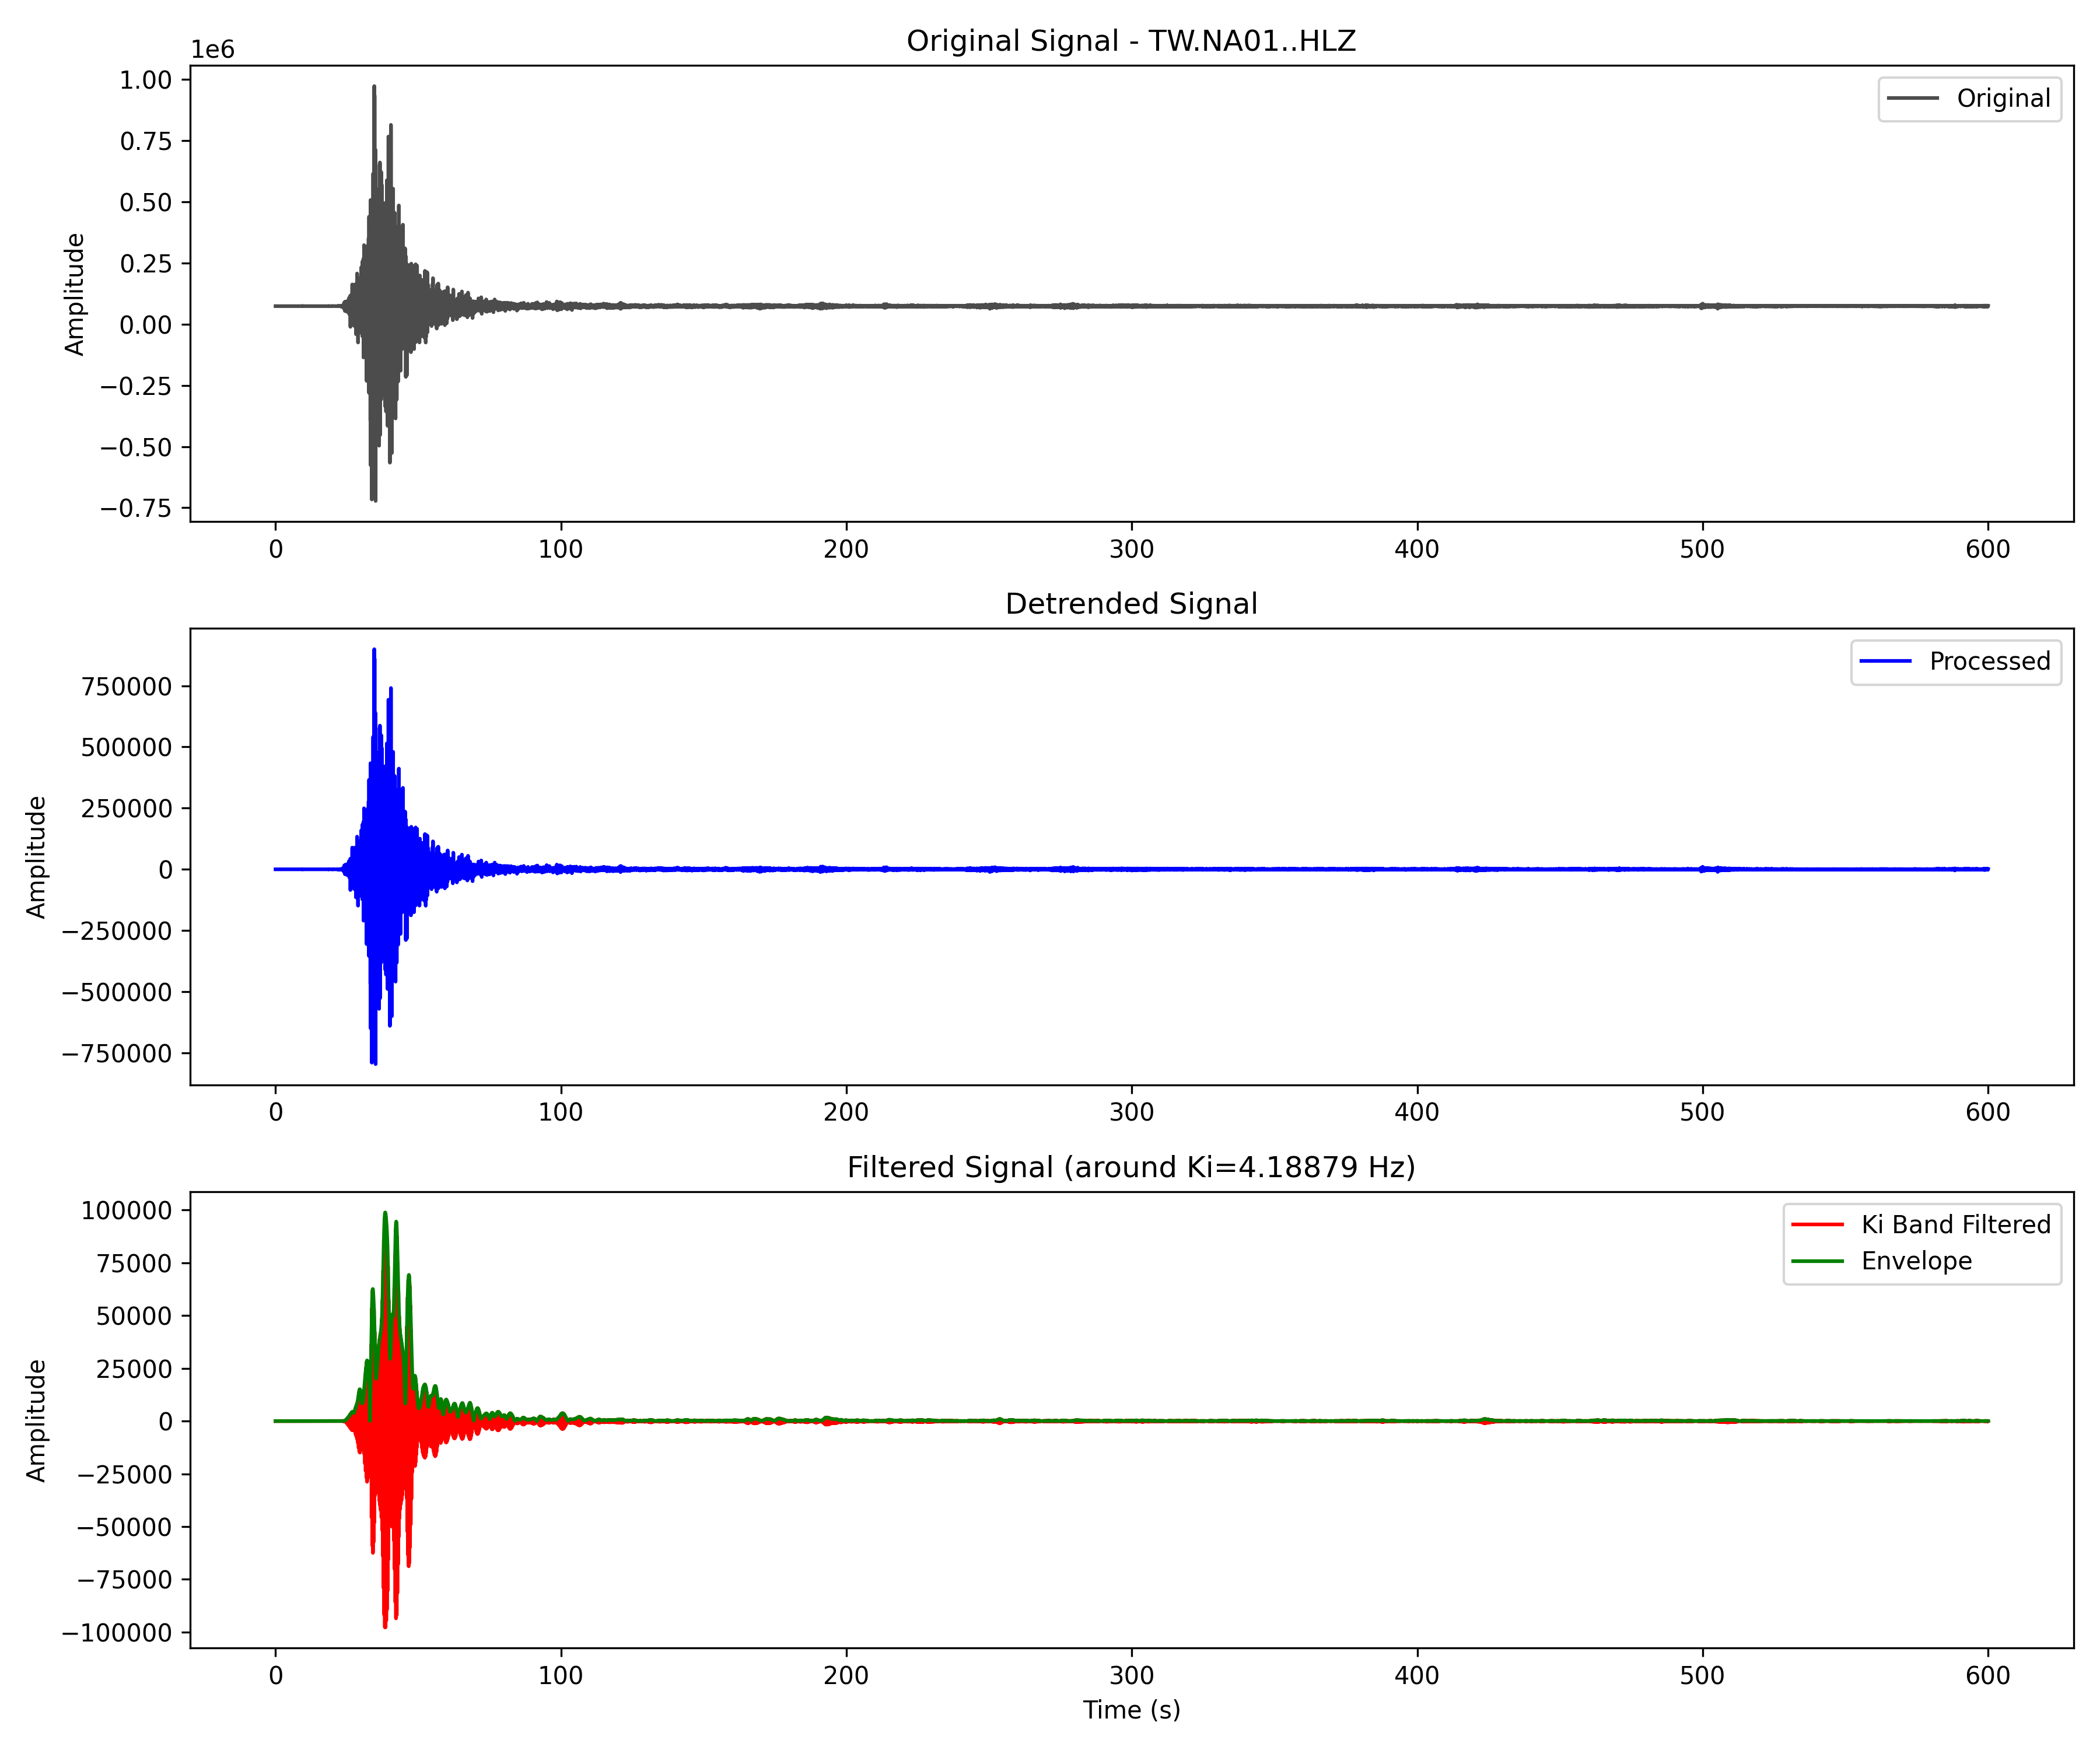 Original Signal - TW.NA01..HLZ
1e6
1.00
0.75
0.50
0.25
0.00
−0.25
−0.50
−0.75
Amplitude
Original
0 100 200 300 400 500 600
Detrended Signal
750000
500000
250000
0
−250000
−500000
−750000
Amplitude
Processed
0 100 200 300 400 500 600
Filtered Signal (around Ki=4.18879 Hz)
100000
75000
50000
25000
0
−25000
−50000
−75000
−100000
Amplitude
Ki Band Filtered
Envelope
0 100 200 300 400 500 600
Time (s)